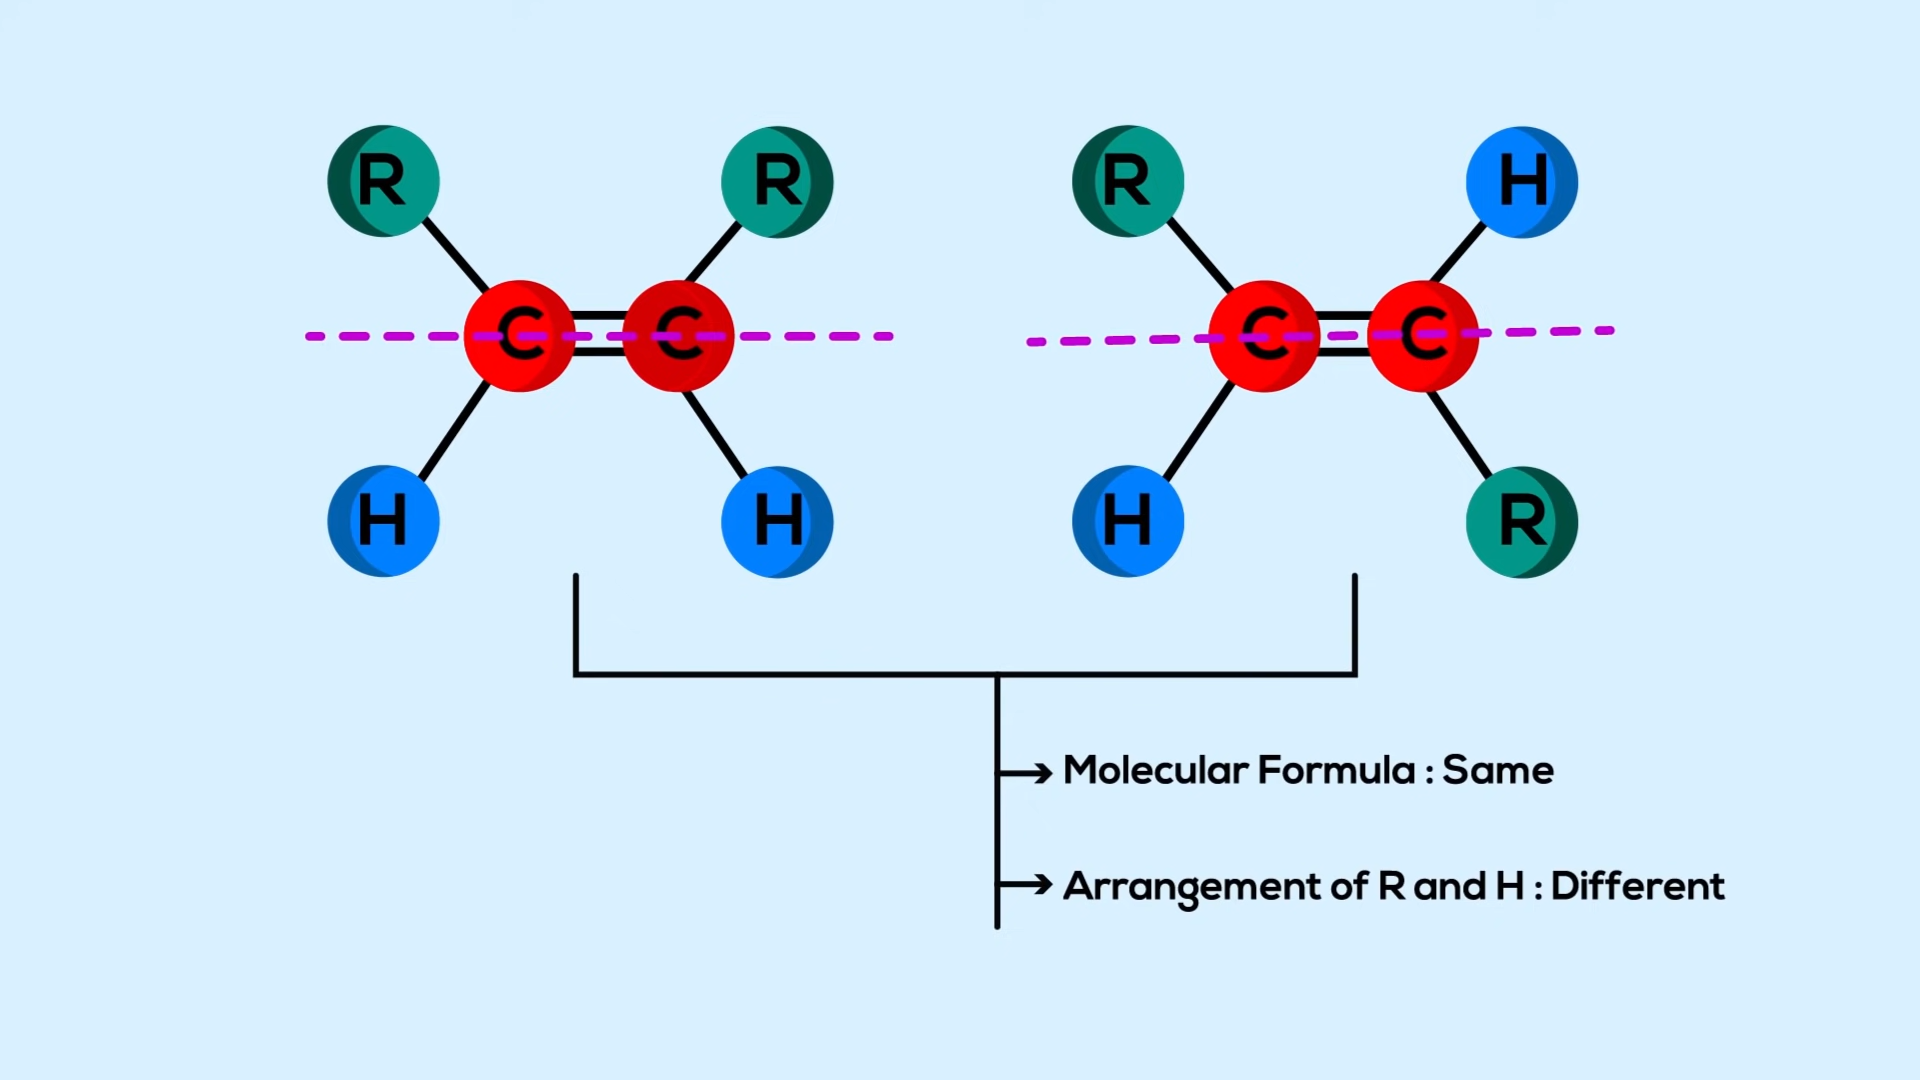 R R R H
C C C C
H H H R
Molecular Formula : Same
Arrangement of R and H : Different